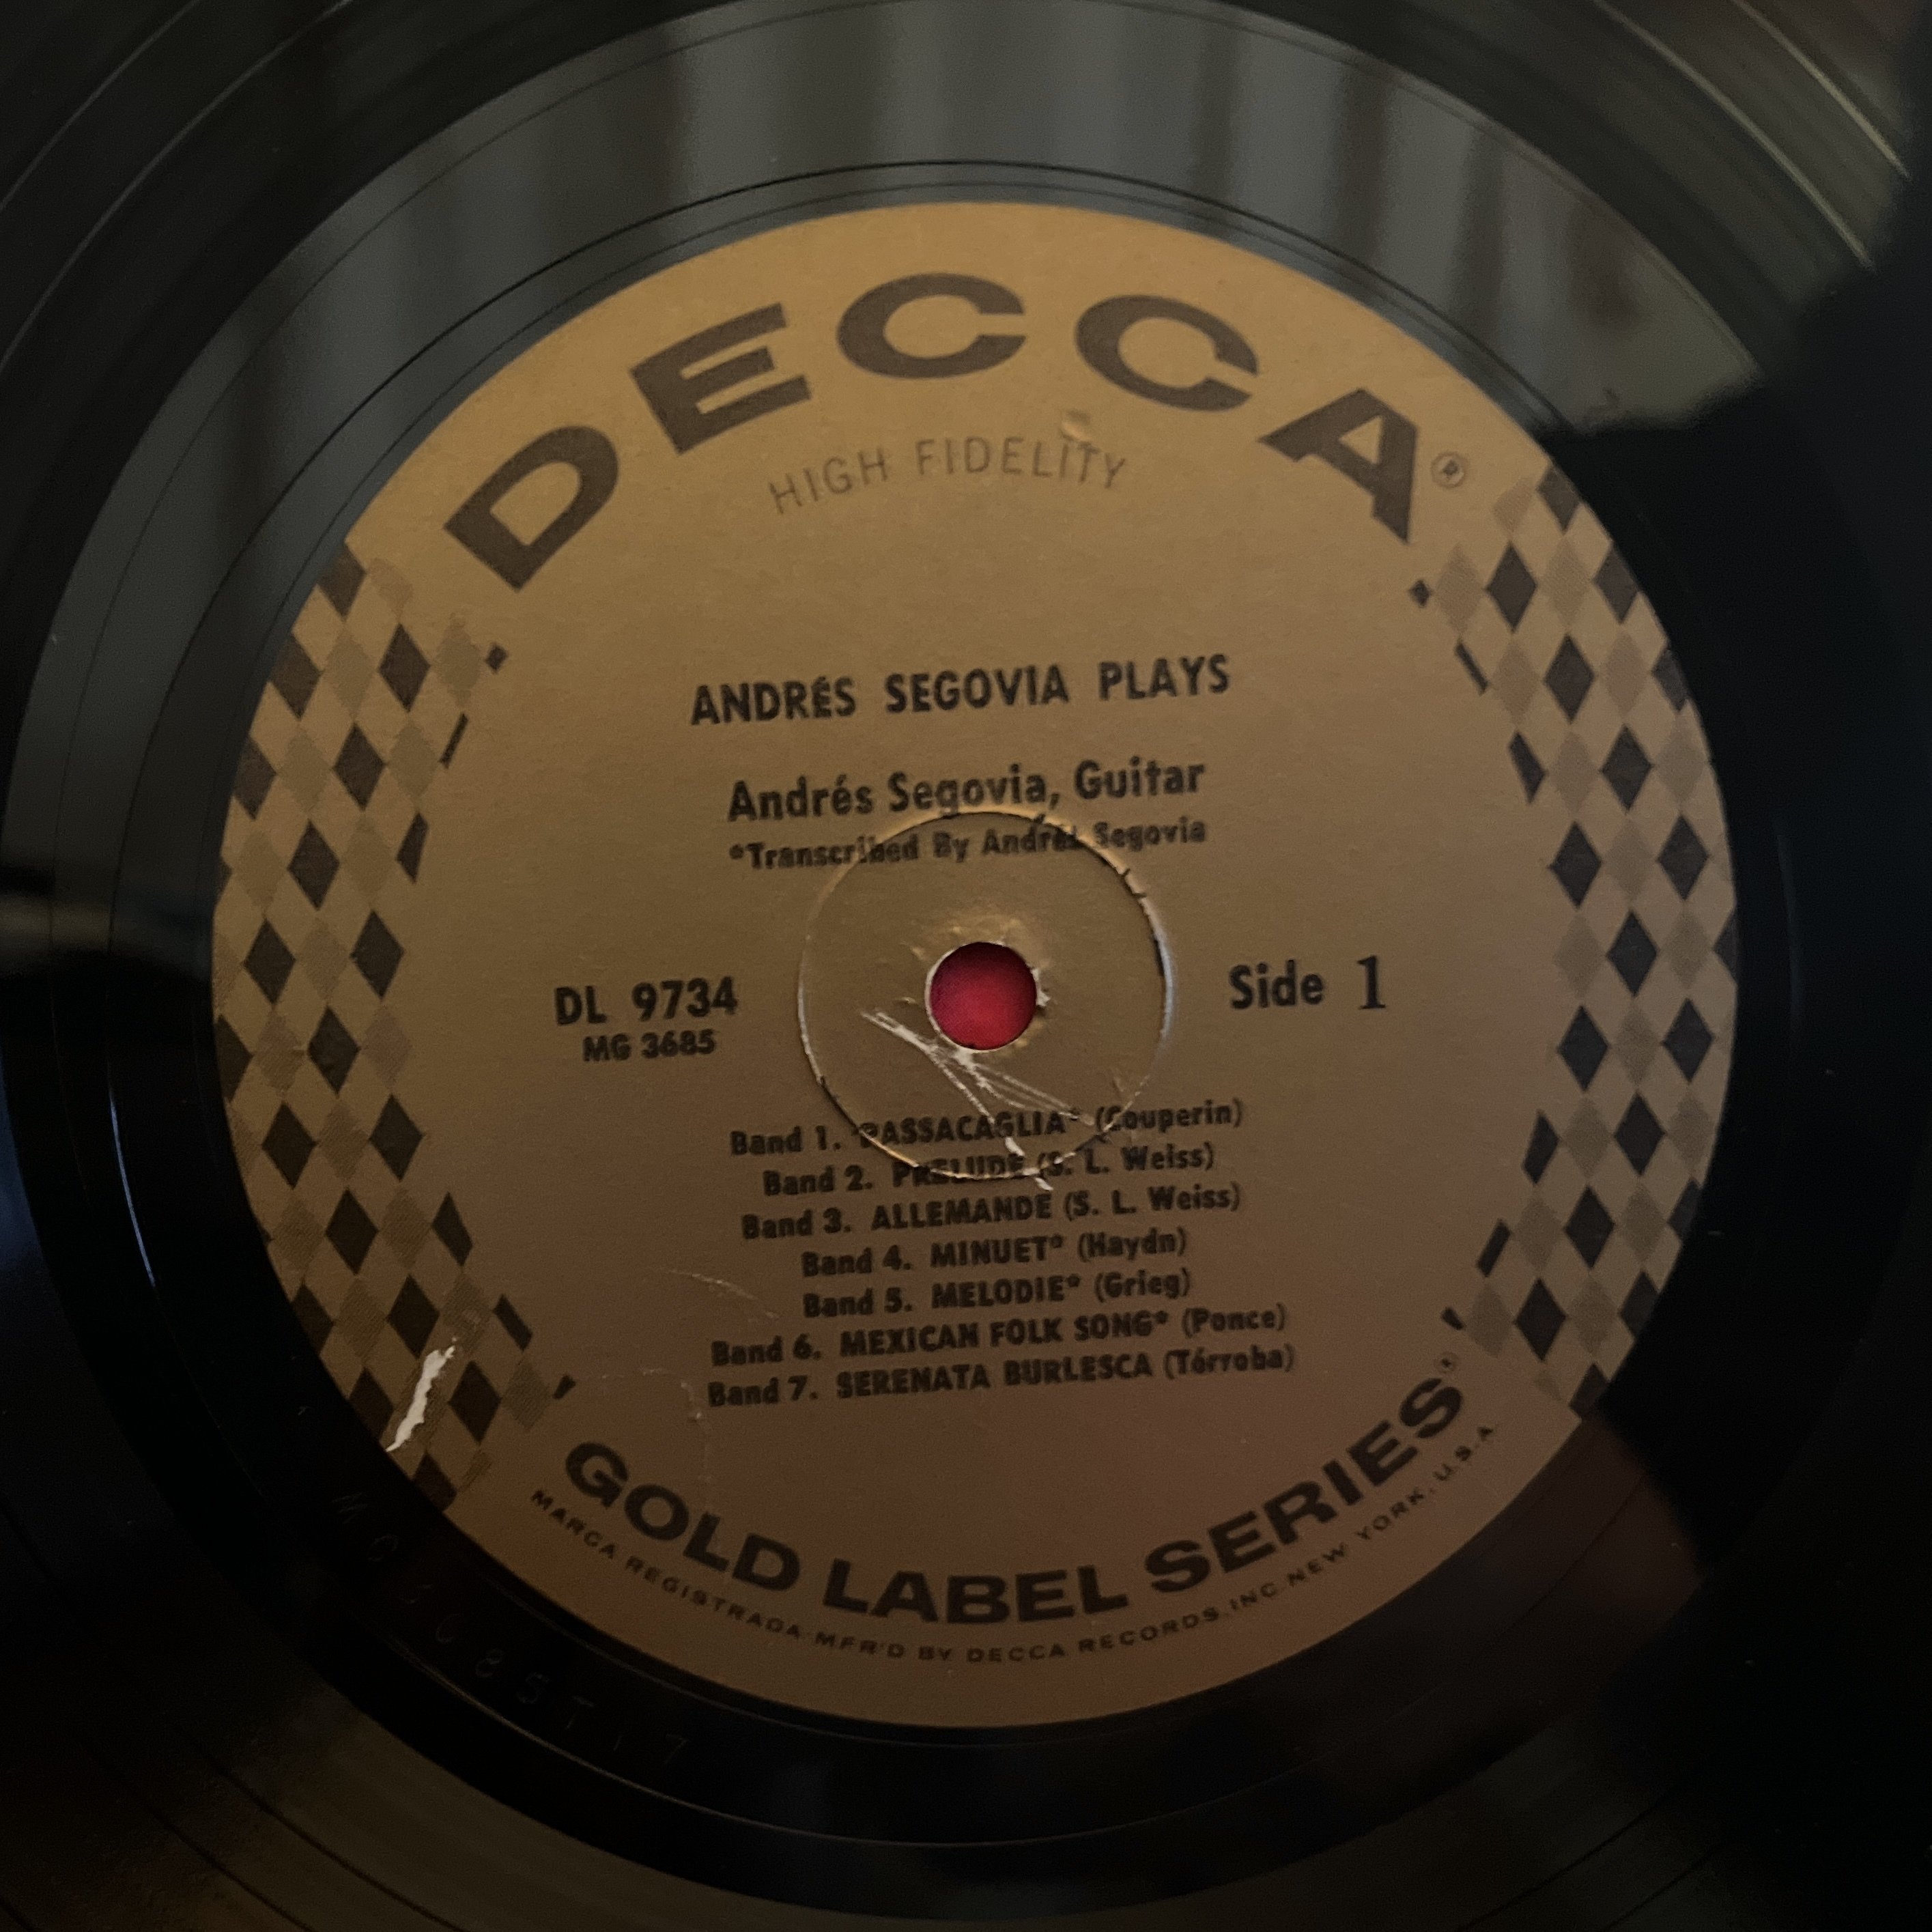 DECCA®
HIGH FIDELITY
ANDRÉS SEGOVIA PLAYS
Andrés Segovia, Guitar
*Transcribed By Andrés Segovia
DL 9734
MG 3685
Side 1
Band 1. PASSACAGLIA* (Couperin)
Band 2. PRELUDE (S. L. Weiss)
Band 3. ALLEMANDE (S. L. Weiss)
Band 4. MINUET* (Haydn)
Band 5. MELODIE* (Grieg)
Band 6. MEXICAN FOLK SONG* (Ponce)
Band 7. SERENATA BURLESCA (Tórroba)
GOLD LABEL SERIES®
MARCA REGISTRADA·MFR'D BY DECCA RECORDS, INC. NEW YORK, U.S.A.